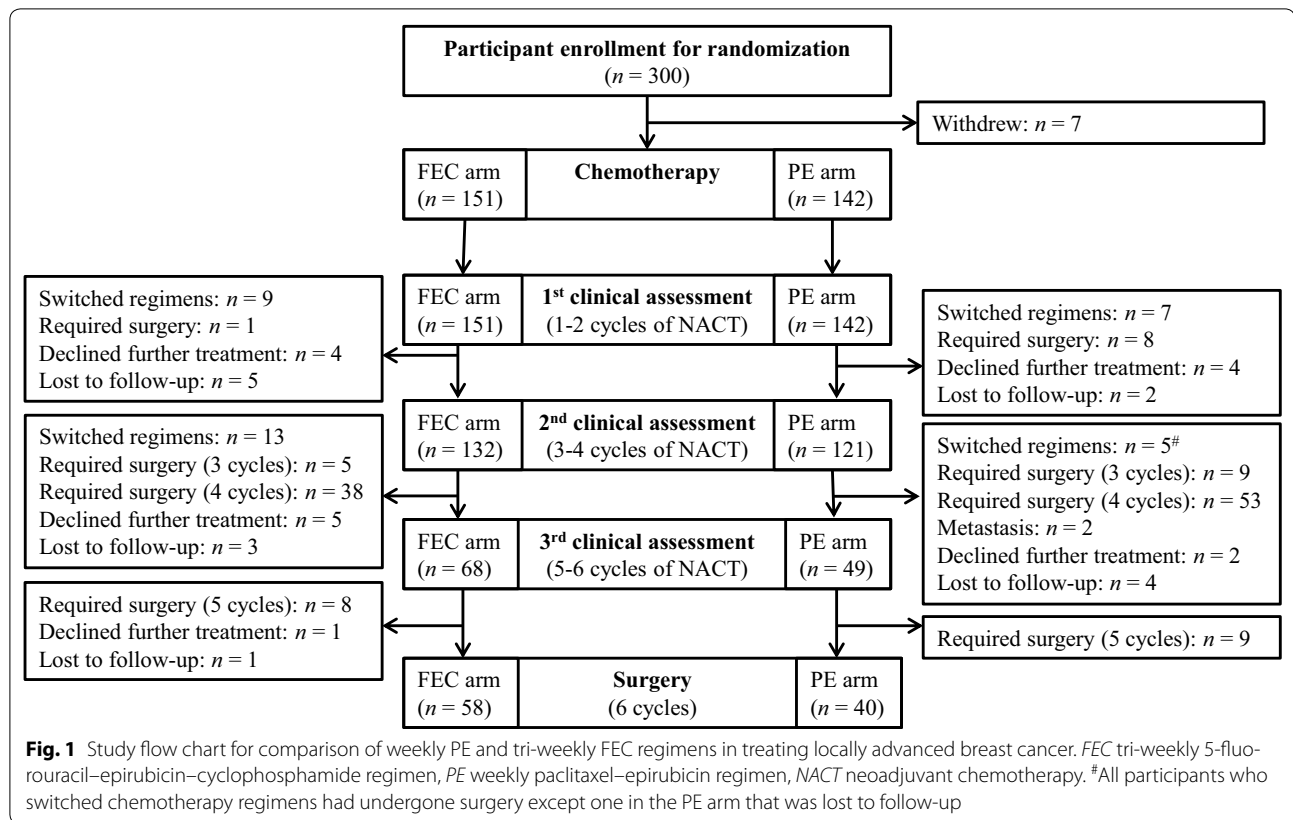 Participant enrollment for randomization
(n = 300)
Withdrew: n = 7
FEC arm
(n = 151)
Chemotherapy
PE arm
(n = 142)
Switched regimens: n = 9
Required surgery: n = 1
Declined further treatment: n = 4
Lost to follow-up: n = 5
FEC arm
(n = 151)
1st clinical assessment
(1-2 cycles of NACT)
PE arm
(n = 142)
Switched regimens: n = 7
Required surgery: n = 8
Declined further treatment: n = 4
Lost to follow-up: n = 2
FEC arm
(n = 132)
2nd clinical assessment
(3-4 cycles of NACT)
PE arm
(n = 121)
Switched regimens: n = 13
Required surgery (3 cycles): n = 5
Required surgery (4 cycles): n = 38
Declined further treatment: n = 5
Lost to follow-up: n = 3
Switched regimens: n = 5#
Required surgery (3 cycles): n = 9
Required surgery (4 cycles): n = 53
Metastasis: n = 2
Declined further treatment: n = 2
Lost to follow-up: n = 4
FEC arm
(n = 68)
3rd clinical assessment
(5-6 cycles of NACT)
PE arm
(n = 49)
Required surgery (5 cycles): n = 8
Declined further treatment: n = 1
Lost to follow-up: n = 1
Required surgery (5 cycles): n = 9
FEC arm
(n = 58)
Surgery
(6 cycles)
PE arm
(n = 40)
Fig. 1 Study flow chart for comparison of weekly PE and tri-weekly FEC regimens in treating locally advanced breast cancer. FEC tri-weekly 5-fluo-
rouracil–epirubicin–cyclophosphamide regimen, PE weekly paclitaxel–epirubicin regimen, NACT neoadjuvant chemotherapy. #All participants who
switched chemotherapy regimens had undergone surgery except one in the PE arm that was lost to follow-up